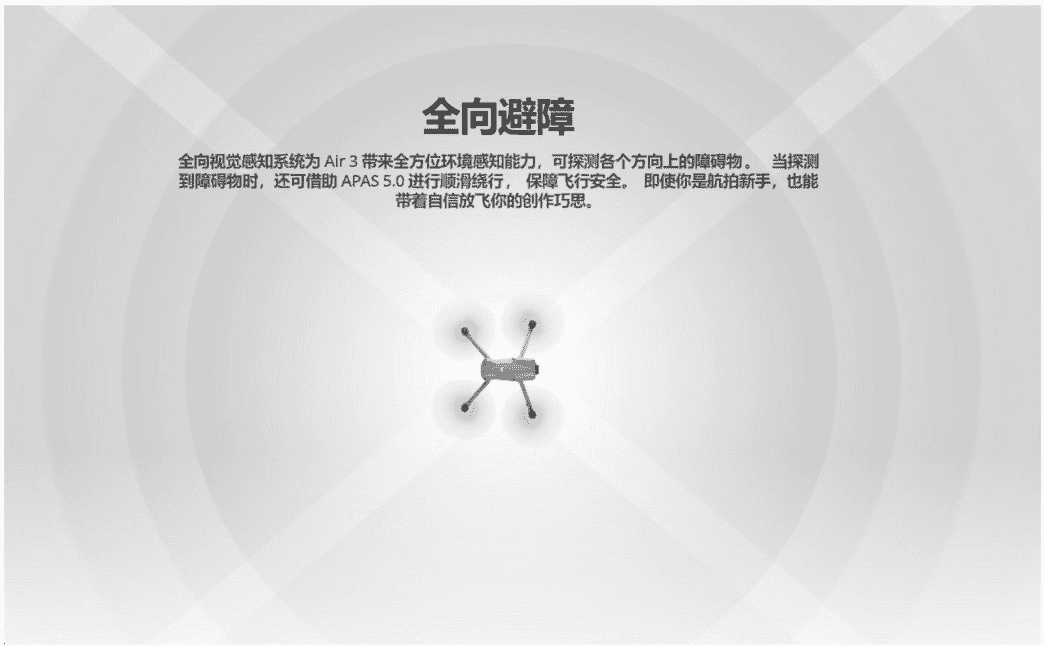 全向避障
全向视觉感知系统为 Air 3 带来全方位环境感知能力，可探测各个方向上的障碍物。 当探测
到障碍物时，还可借助 APAS 5.0 进行顺滑绕行， 保障飞行安全。 即使你是航拍新手，也能
带着自信放飞你的创作巧思。